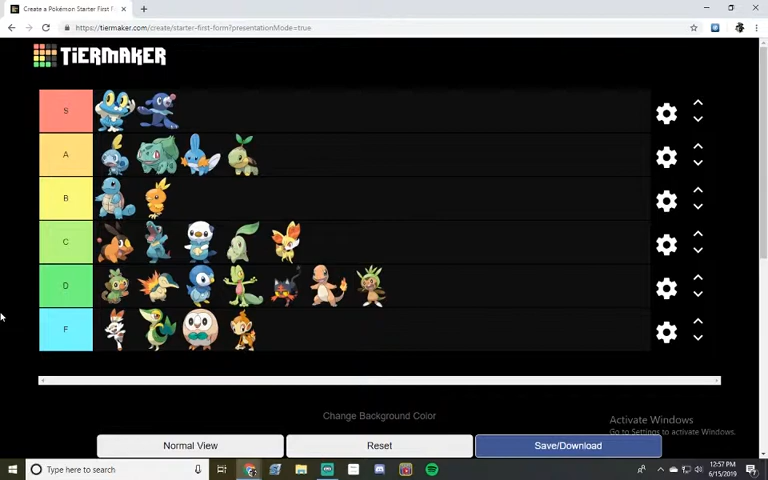 Create a Pokémon Starter First F
https://tiermaker.com/create/starter-first-form?presentationMode=true
TiERMAKER
S
A
B
C
D
F
Change Background Color
Activate Windows
Go to Settings to activate Windows.
Normal View
Reset
Save/Download
Type here to search
12:57 PM
6/15/2019